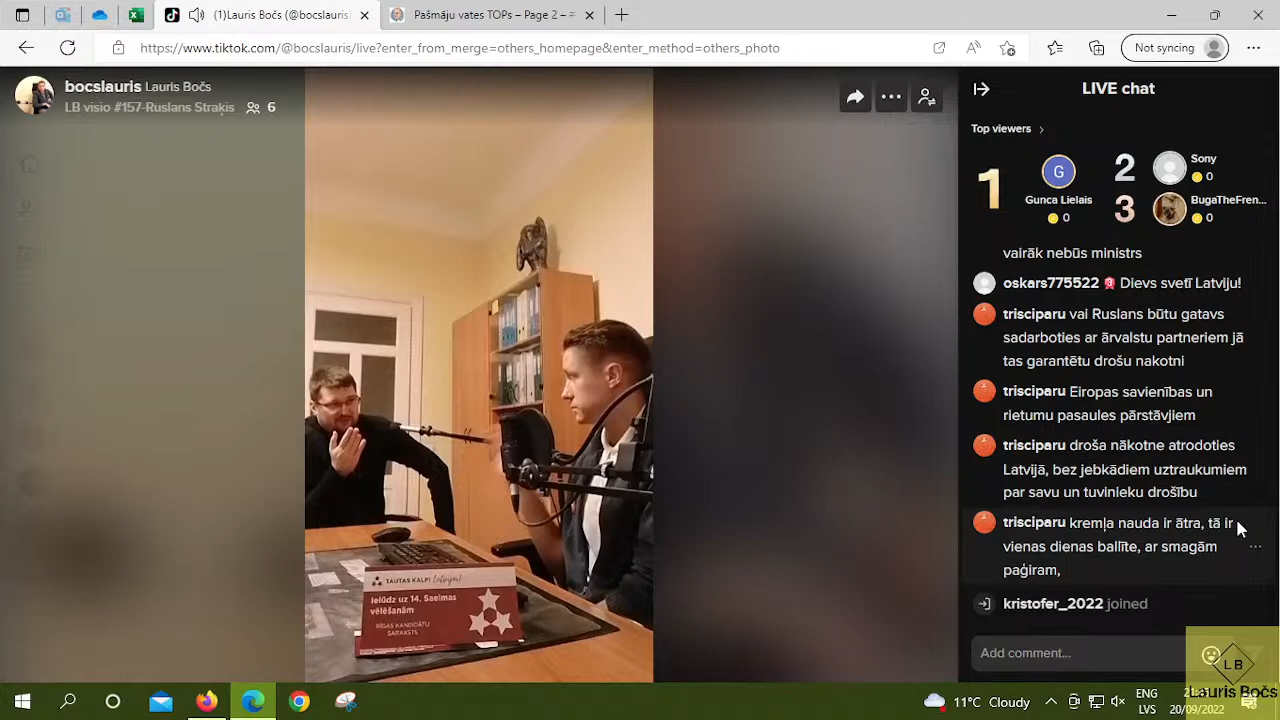 (1)Lauris Bočs (@bocslauris)
Pašmāju vates TOPs – Page 2 –
https://www.tiktok.com/@bocslauris/live?enter_from_merge=others_homepage&enter_method=others_photo
Not syncing
bocslauris Lauris Bočs
LB visio #157-Ruslans Straķis 6
LIVE chat
Top viewers
1 G Gunca Lielais 0
2 Sony 0
3 BugaTheFren... 0
vairāk nebūs ministrs
oskars775522 Dievs svetī Latviju!
trisciparu vai Ruslans būtu gatavs
sadarboties ar ārvalstu partneriem jā
tas garantētu drošu nakotni
trisciparu Eiropas savienības un
rietumu pasaules pārstāvjiem
trisciparu droša nākotne atrodoties
Latvijā, bez jebkādiem uztraukumiem
par savu un tuvinieku drošību
trisciparu kremļa nauda ir ātra, tā ir
vienas dienas ballīte, ar smagām
paģiram,
kristofer_2022 joined
Add comment...
TAUTAS KALPI Latvijai
Ielūdz uz 14. Saeimas
vēlēšanām
RĪGAS KANDIDĀTU
SARAKSTS
LB
Lauris Bočs
11°C Cloudy
ENG
LVS
20/09/2022